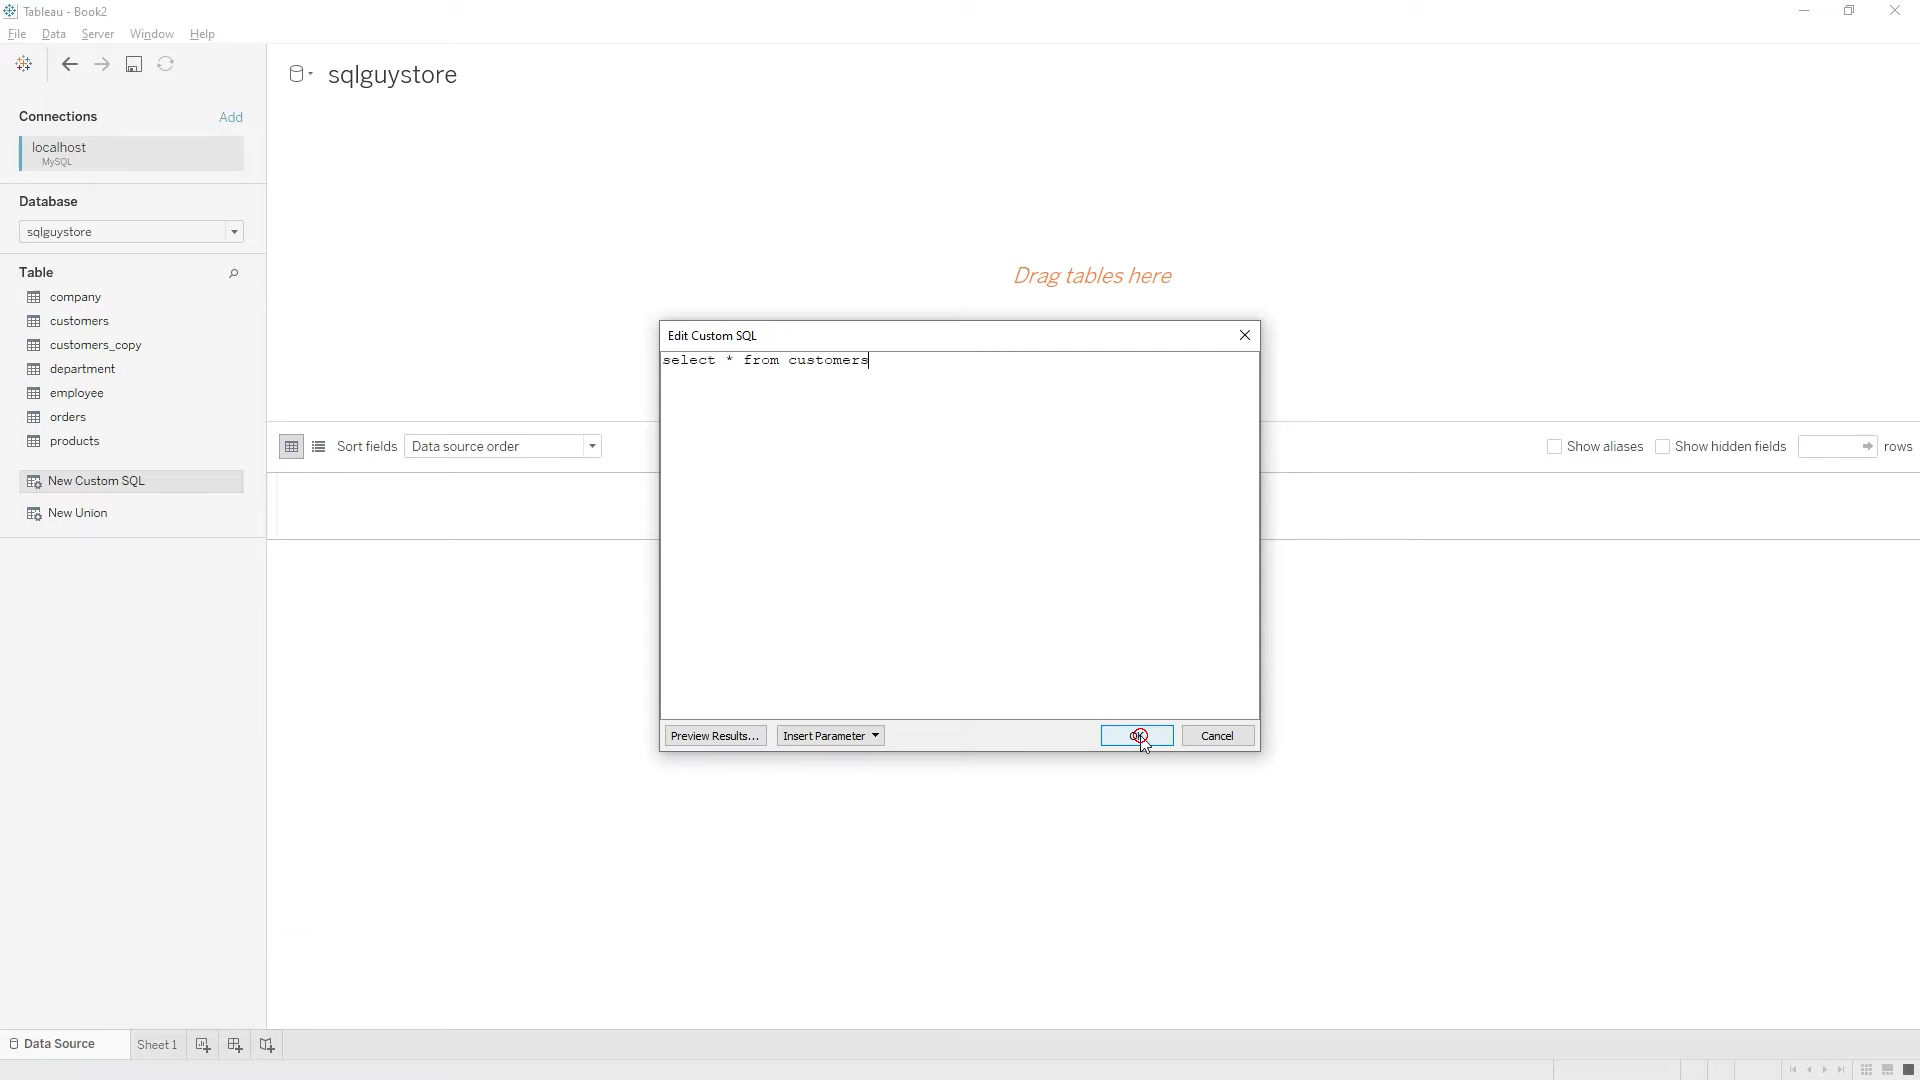 Tableau - Book2
File Data Server Window Help
sqlguystore
Connections Add
localhost
MySQL
Database
sqlguystore
Table
company
customers
customers_copy
department
employee
orders
products
New Custom SQL
New Union
Drag tables here
Sort fields Data source order Show aliases Show hidden fields rows
Edit Custom SQL
select * from customers
Preview Results... Insert Parameter OK Cancel
Data Source Sheet 1